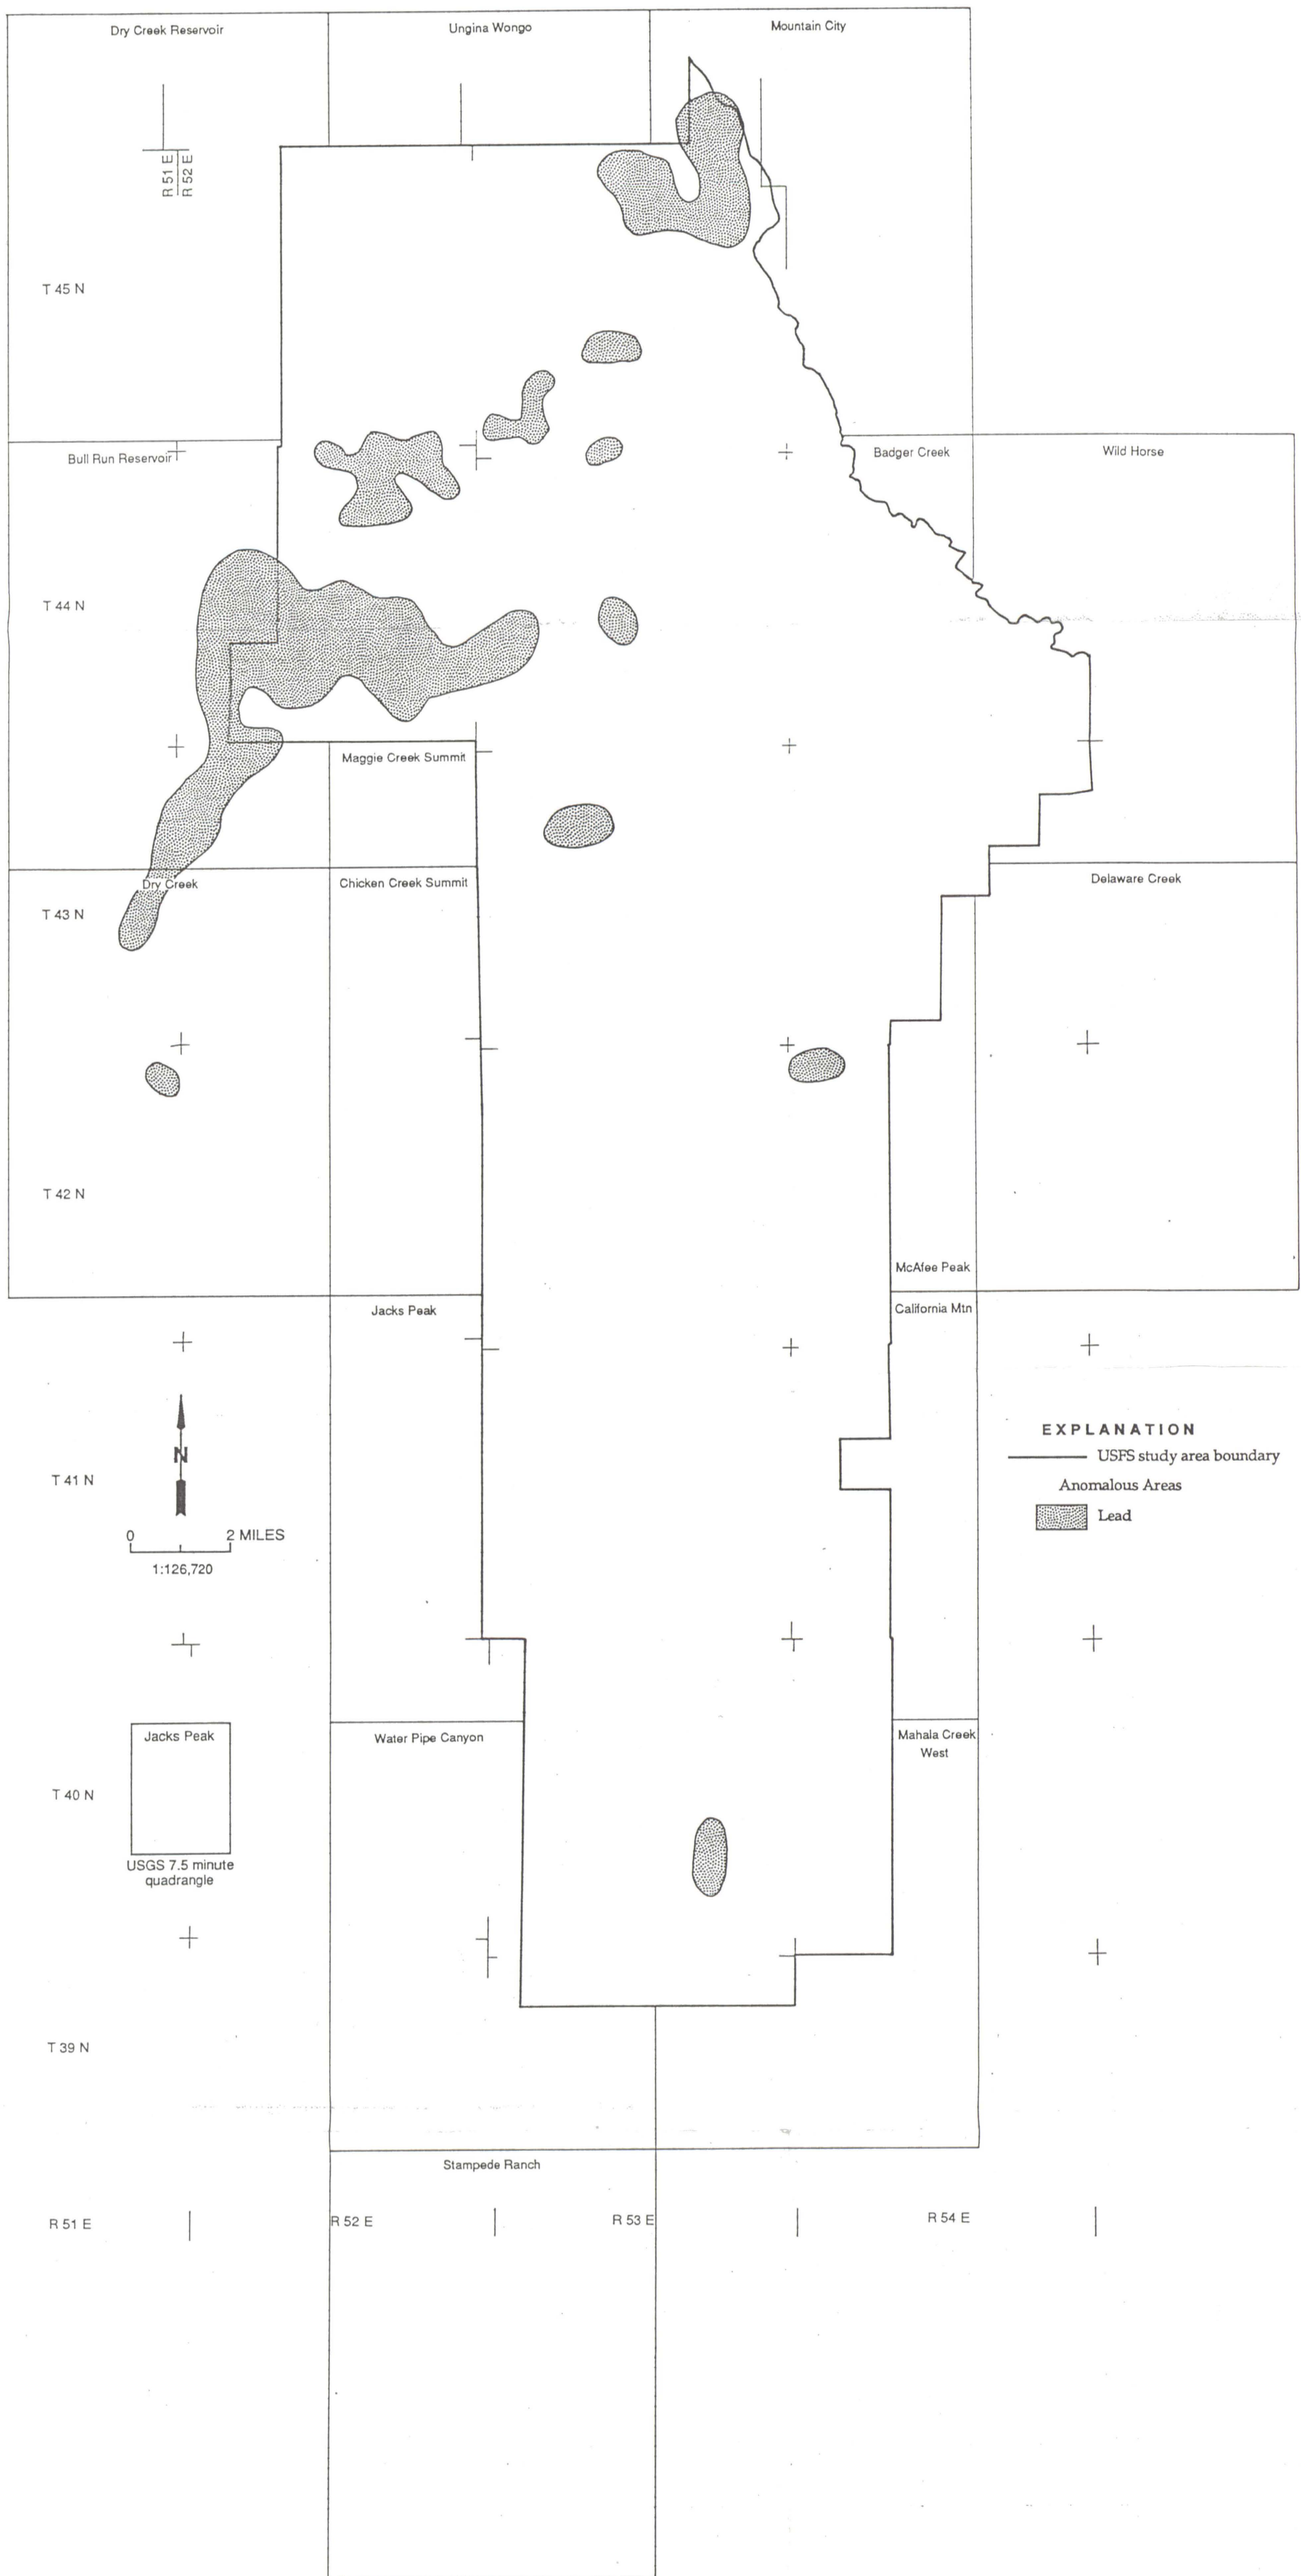 Dry Creek Reservoir
Ungina Wongo
Mountain City
R 51 E
R 52 E
T 45 N
Bull Run Reservoir
Badger Creek
Wild Horse
T 44 N
Maggie Creek Summit
Dry Creek
Chicken Creek Summit
Delaware Creek
T 43 N
T 42 N
McAfee Peak
Jacks Peak
California Mtn
EXPLANATION
USFS study area boundary
Anomalous Areas
Lead
N
T 41 N
0 2 MILES
1:126,720
Jacks Peak
Water Pipe Canyon
Mahala Creek
West
T 40 N
USGS 7.5 minute
quadrangle
T 39 N
Stampede Ranch
R 51 E
R 52 E
R 53 E
R 54 E